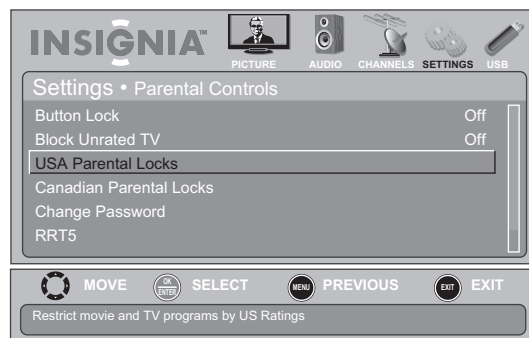 INSIGNIA™
PICTURE AUDIO CHANNELS SETTINGS USB
Settings • Parental Controls
Button Lock Off
Block Unrated TV Off
USA Parental Locks
Canadian Parental Locks
Change Password
RRT5
MOVE OK ENTER SELECT MENU PREVIOUS EXIT EXIT
Restrict movie and TV programs by US Ratings